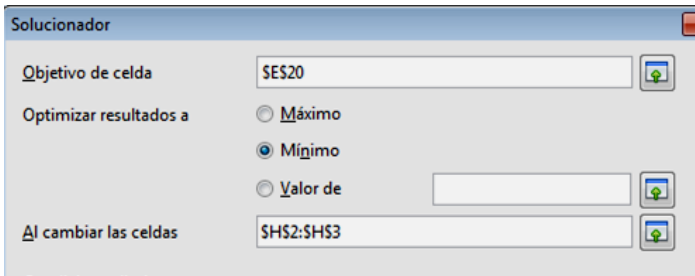 Solucionador
Objetivo de celda $E$20
Optimizar resultados a Máximo
Mínimo
Valor de
Al cambiar las celdas $H$2:$H$3